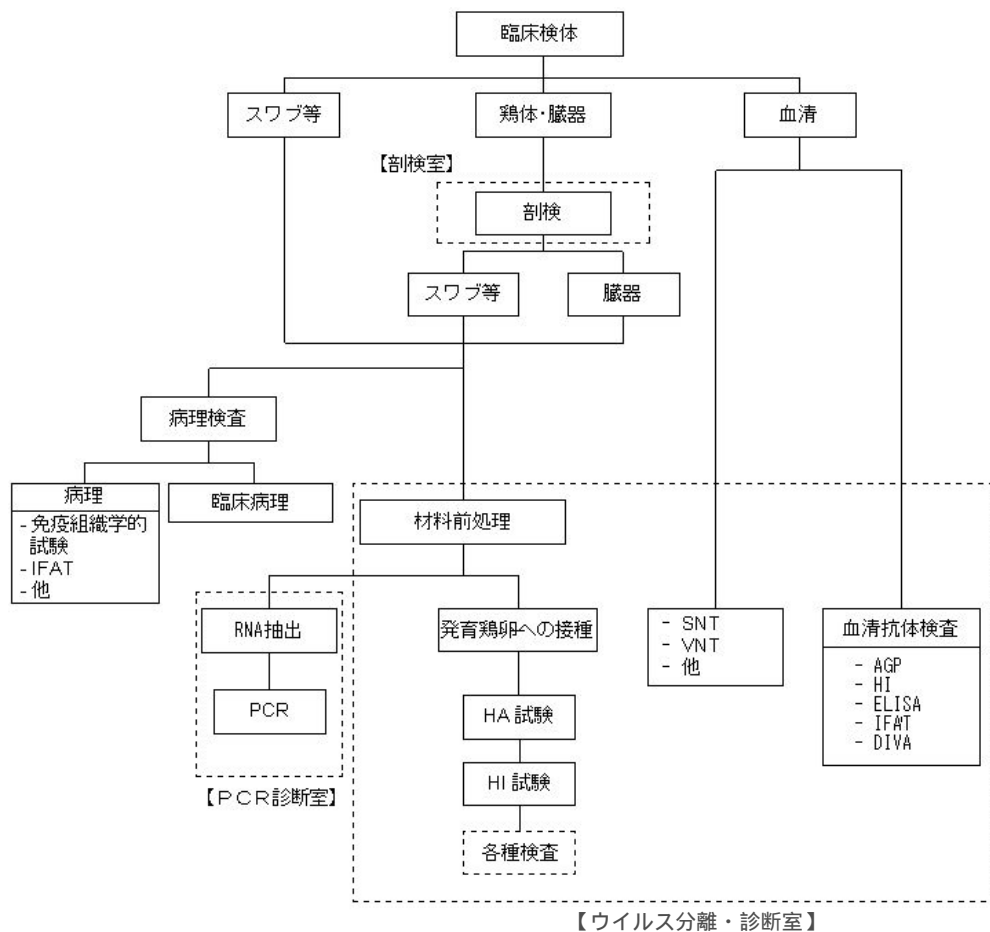 臨床検体
スワブ等
鶏体・臓器
血清
【剖検室】
剖検
スワブ等
臓器
病理検査
病理
- 免疫組織学的
試験
- IFAT
- 他
臨床病理
材料前処理
RNA抽出
PCR
【PCR診断室】
発育鶏卵への接種
HA 試験
HI 試験
各種検査
- SNT
- VNT
- 他
血清抗体検査
- AGP
- HI
- ELISA
- IFAT
- DIVA
【ウイルス分離・診断室】